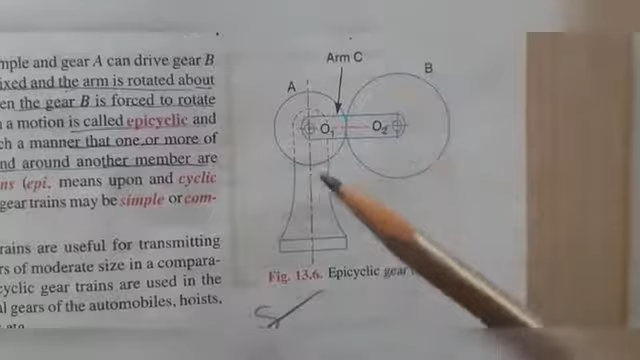 mple and gear A can drive gear B
ixed and the arm is rotated about
en the gear B is forced to rotate
a motion is called epicyclic and
ch a manner that one or more of
nd around another member are
ns (epi. means upon and cyclic
gear trains may be simple or com-
rains are useful for transmitting
rs of moderate size in a compara-
cyclic gear trains are used in the
al gears of the automobiles, hoists,
Arm C
A
B
O1
O2
Fig. 13.6. Epicyclic gear